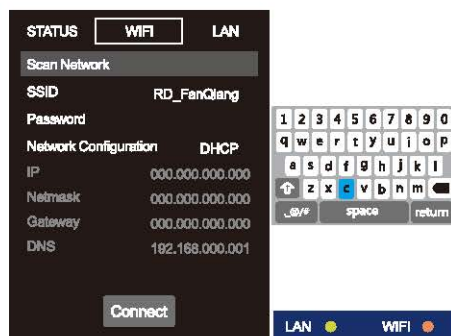 STATUS WIFI LAN
Scan Network
SSID RD_FanQiang
Password
Network Configuration DHCP
IP 000.000.000.000
Netmask 000.000.000.000
Gateway 000.000.000.000
DNS 192.168.000.001
Connect
1 2 3 4 5 6 7 8 9 0
q w e r t y u i o p
a s d f g h j k l
z x c v b n m
_@/# space return
LAN WIFI